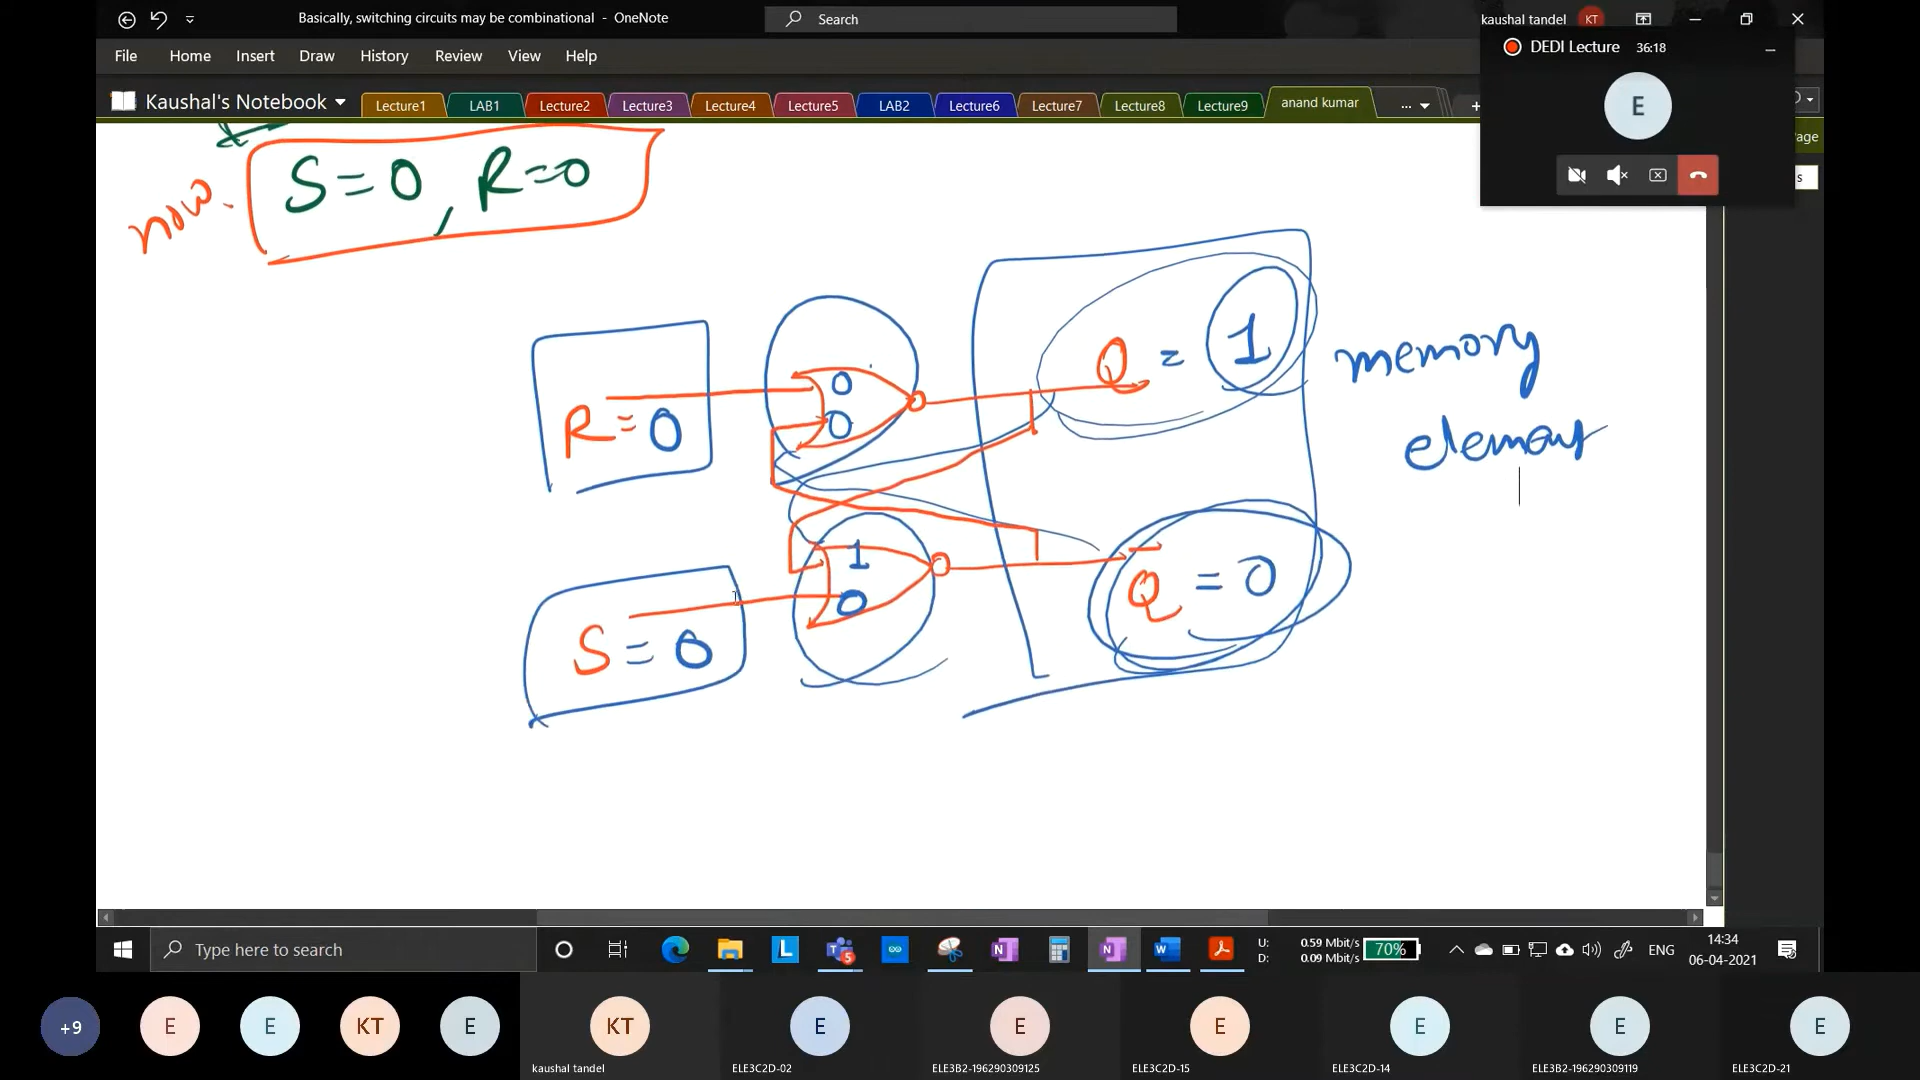 Basically, switching circuits may be combinational - OneNote
Search
kaushal tandel
KT
File Home Insert Draw History Review View Help
DEDI Lecture 36:18
E
Kaushal's Notebook
Lecture1 LAB1 Lecture2 Lecture3 Lecture4 Lecture5 LAB2 Lecture6 Lecture7 Lecture8 Lecture9 anand kumar ... +
now. S=0, R=0
Q = 1
memory
element
R=0
0
0
1
0
Q̅ = 0
S=0
Type here to search
U: 0.59 Mbit/s
D: 0.09 Mbit/s
70%
ENG
14:34
06-04-2021
+9 E E KT E KT E E E E E E
kaushal tandel ELE3C2D-02 ELE3B2-196290309125 ELE3C2D-15 ELE3C2D-14 ELE3B2-196290309119 ELE3C2D-21